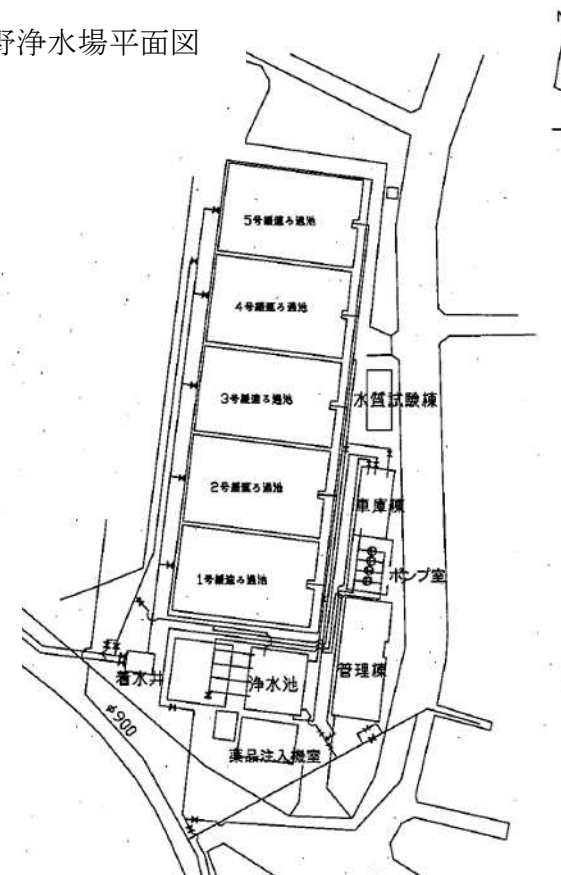 野浄水場平面図
N
5号緩速ろ過池
4号緩速ろ過池
3号緩速ろ過池
水質試験棟
2号緩速ろ過池
車庫棟
ポンプ室
1号緩速ろ過池
着水井
浄水池
管理棟
φ900
薬品注入機室